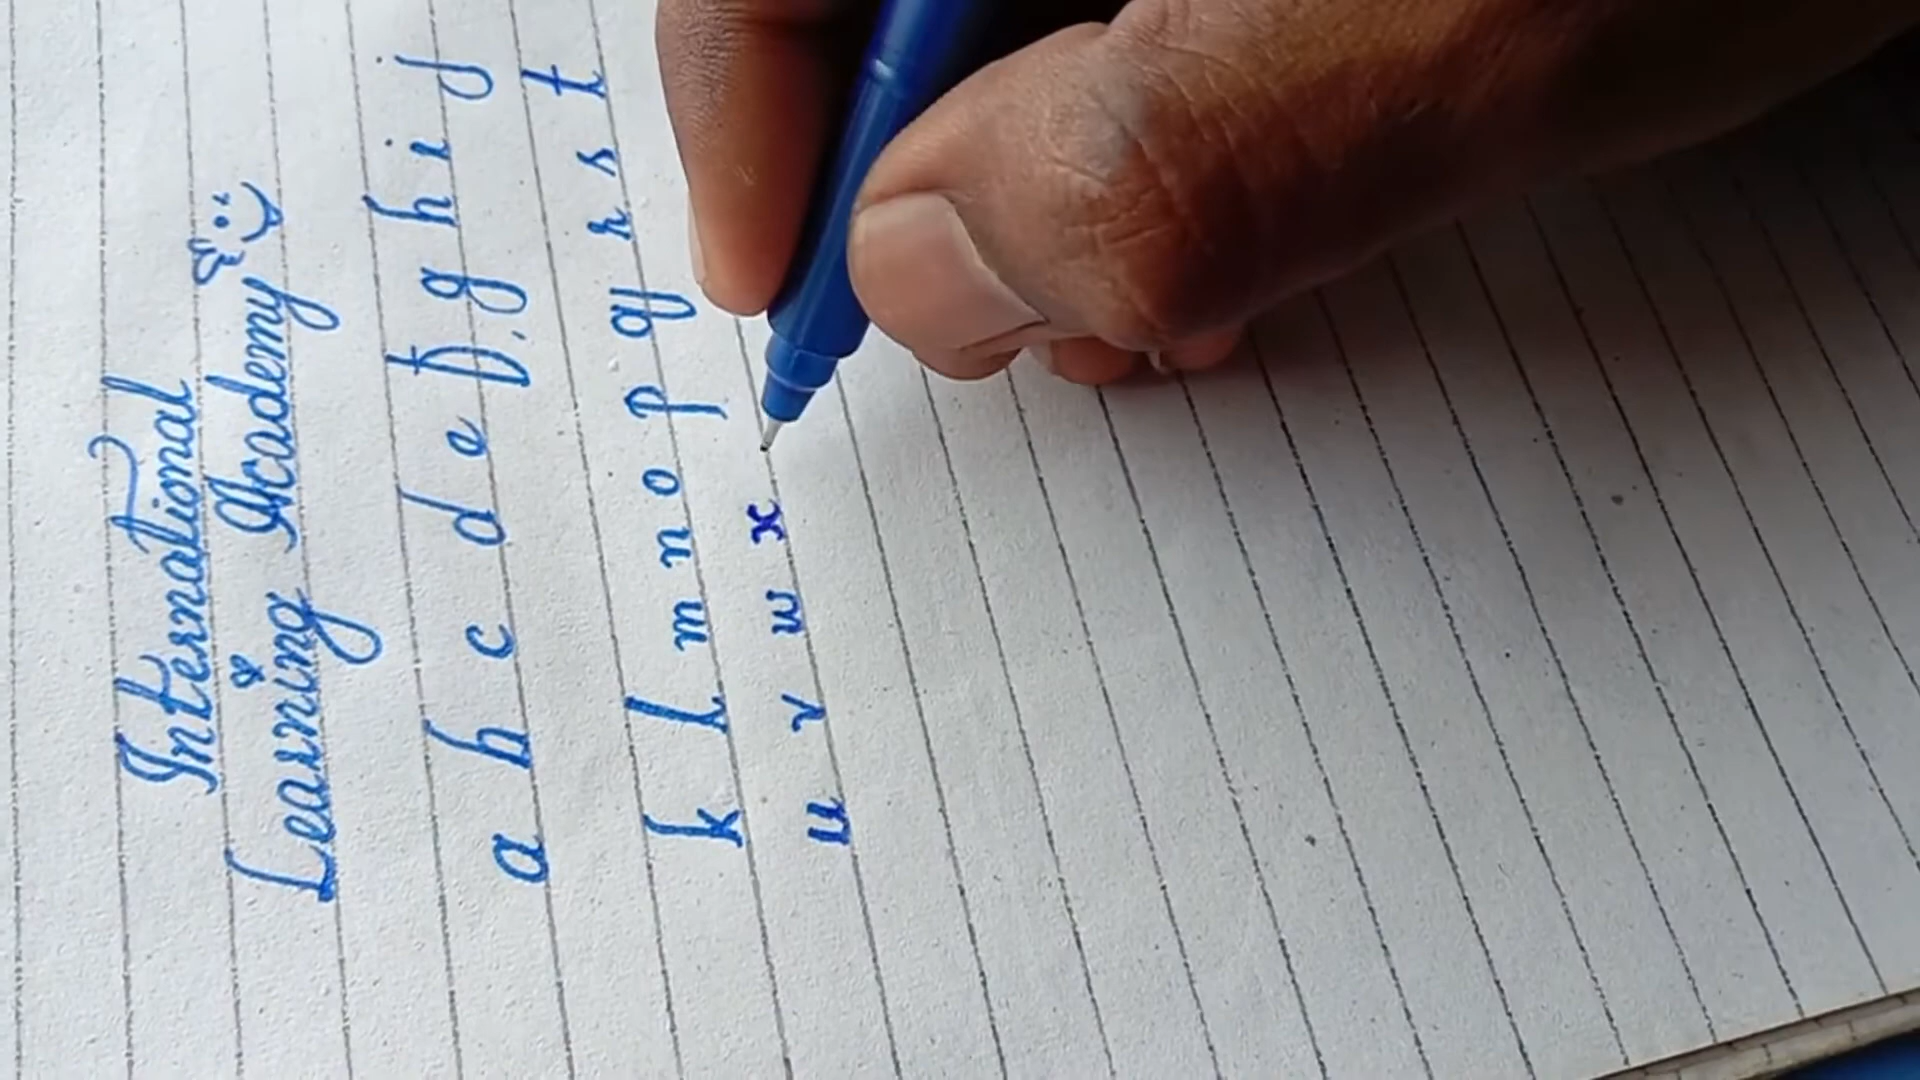 International
Learning Academy
a b c d e f, g h i j
k l m n o p q r s t
u v w x